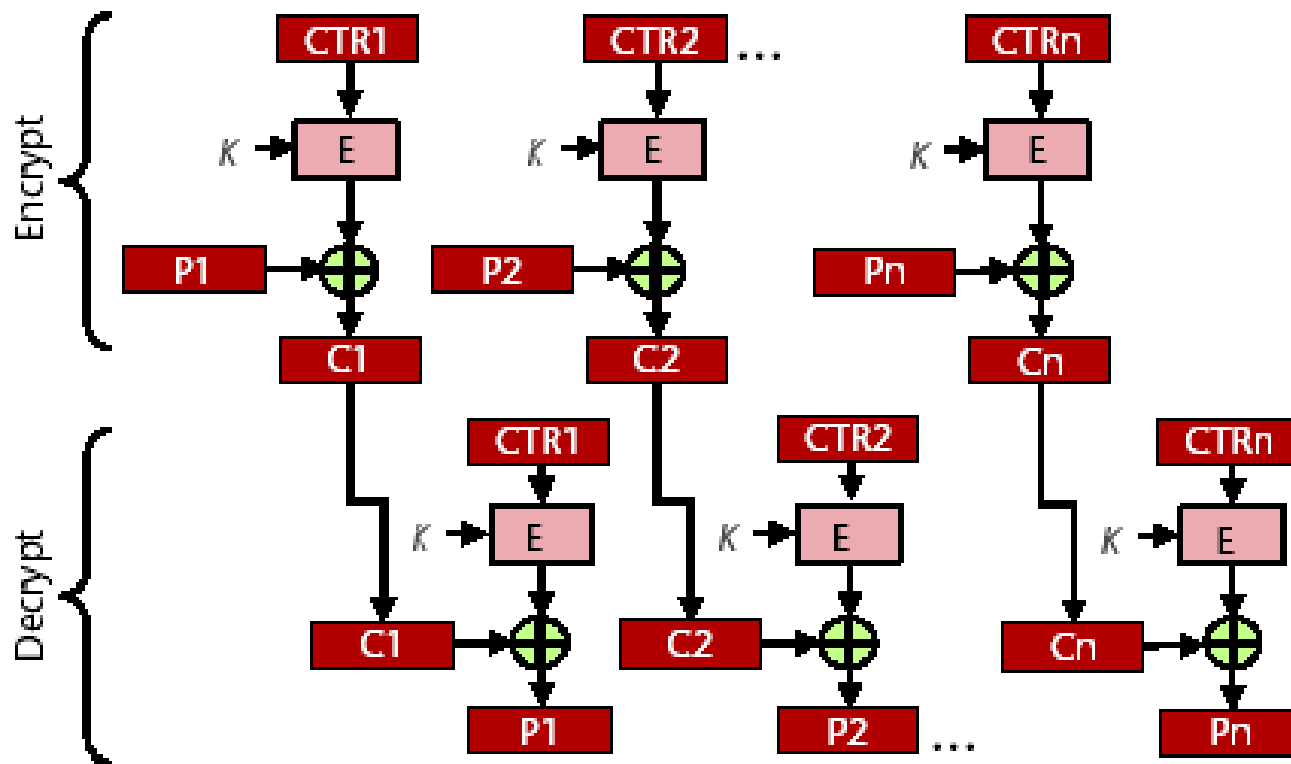 CTR1
CTR2 ...
CTRn
Encrypt
K
E
K
E
K
E
P1
P2
Pn
C1
C2
Cn
Decrypt
CTR1
CTR2
CTRn
K
E
K
E
K
E
C1
C2
Cn
P1
P2 ...
Pn